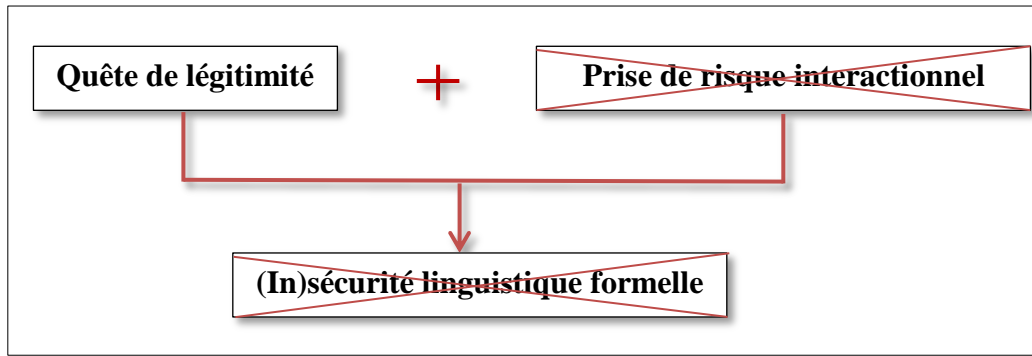 Quête de légitimité
+
Prise de risque interactionnel
(In)sécurité linguistique formelle